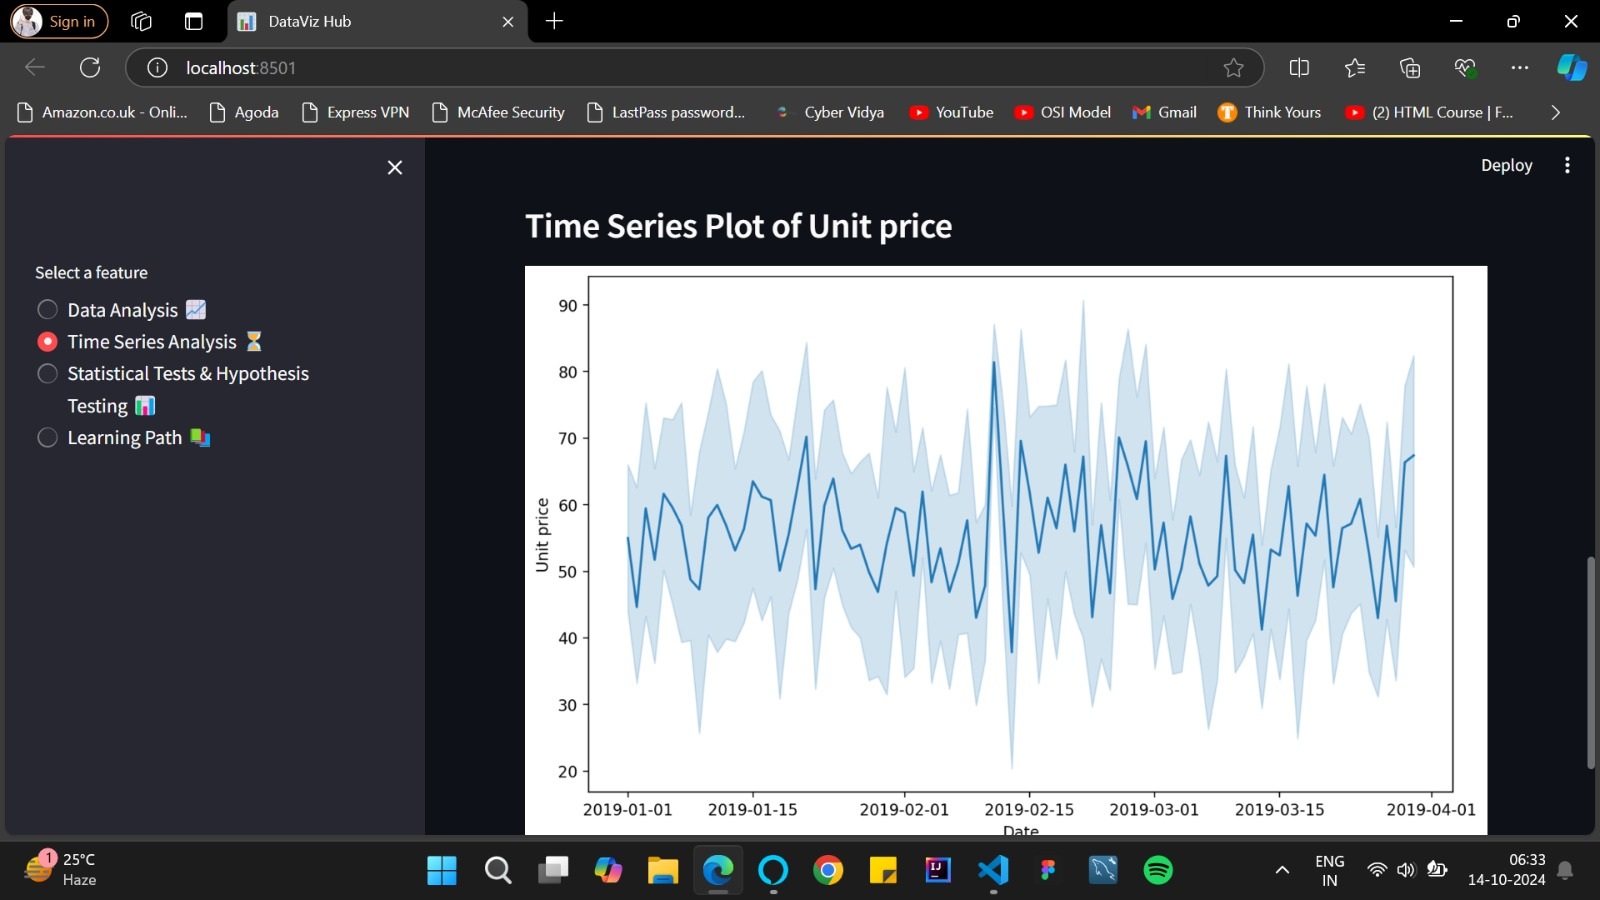 Sign in
DataViz Hub
localhost:8501
Amazon.co.uk - Onli...
Agoda
Express VPN
McAfee Security
LastPass password...
Cyber Vidya
YouTube
OSI Model
Gmail
Think Yours
(2) HTML Course | F...
Deploy
Select a feature
Data Analysis
Time Series Analysis
Statistical Tests & Hypothesis
Testing
Learning Path
Time Series Plot of Unit price
90
80
70
60
50
40
30
20
Unit price
2019-01-01
2019-01-15
2019-02-01
2019-02-15
2019-03-01
2019-03-15
2019-04-01
Date
1
25°C
Haze
IJ
ENG
IN
06:33
14-10-2024